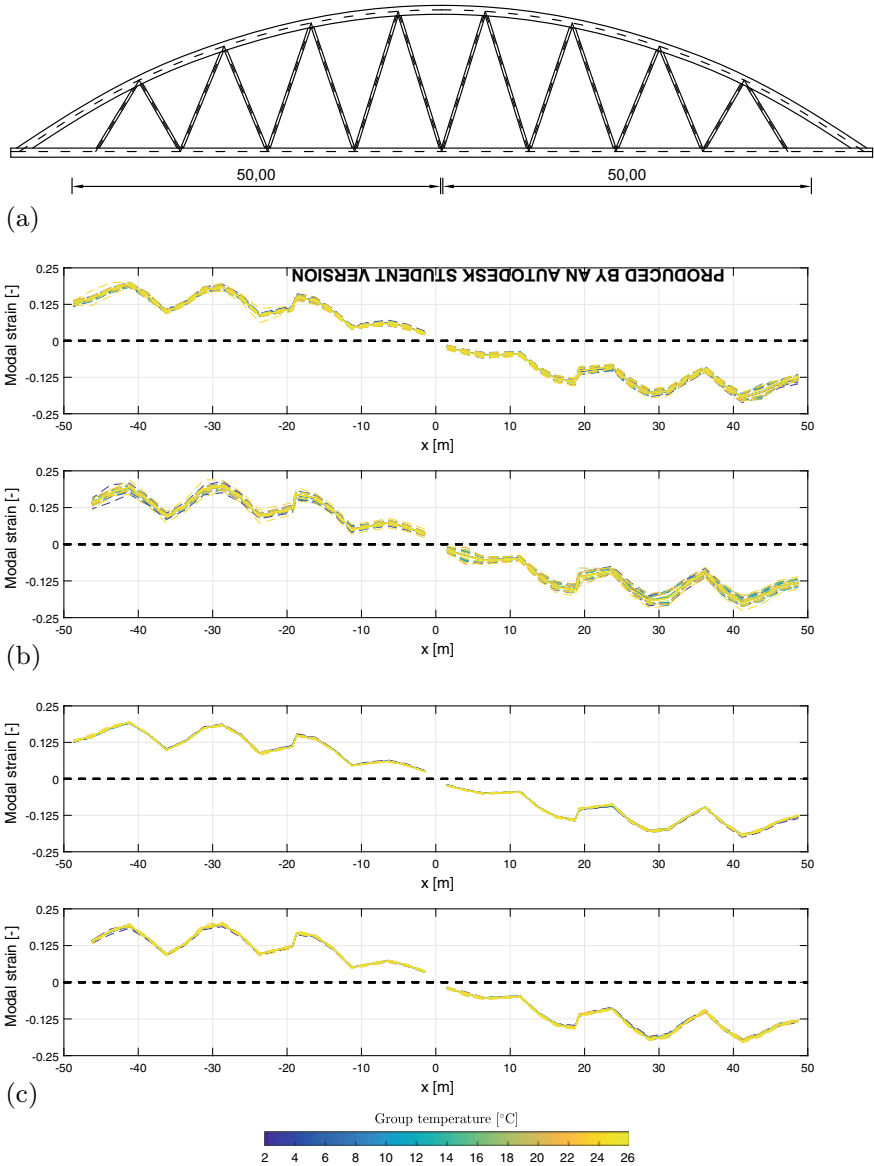 50,00 50,00
(a)
PRODUCED BY AN AUTODESK STUDENT VERSION
0.25
0.125
0
-0.125
-0.25
Modal strain [-]
-50 -40 -30 -20 -10 0 10 20 30 40 50
x [m]
0.25
0.125
0
-0.125
-0.25
Modal strain [-]
-50 -40 -30 -20 -10 0 10 20 30 40 50
x [m]
(b)
0.25
0.125
0
-0.125
-0.25
Modal strain [-]
-50 -40 -30 -20 -10 0 10 20 30 40 50
x [m]
0.25
0.125
0
-0.125
-0.25
Modal strain [-]
-50 -40 -30 -20 -10 0 10 20 30 40 50
x [m]
(c)
Group temperature [°C]
2 4 6 8 10 12 14 16 18 20 22 24 26